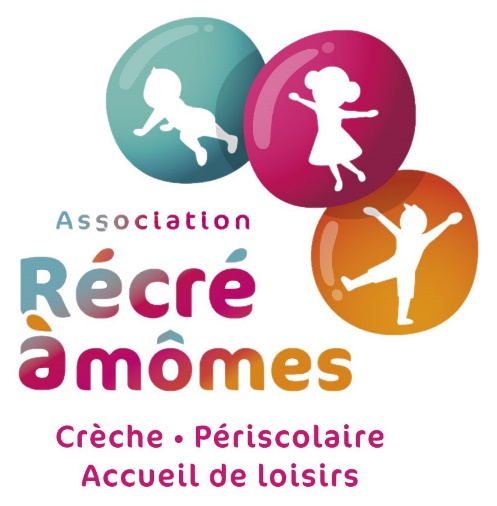 Association
Récré
àmômes
Crèche • Périscolaire
Accueil de loisirs